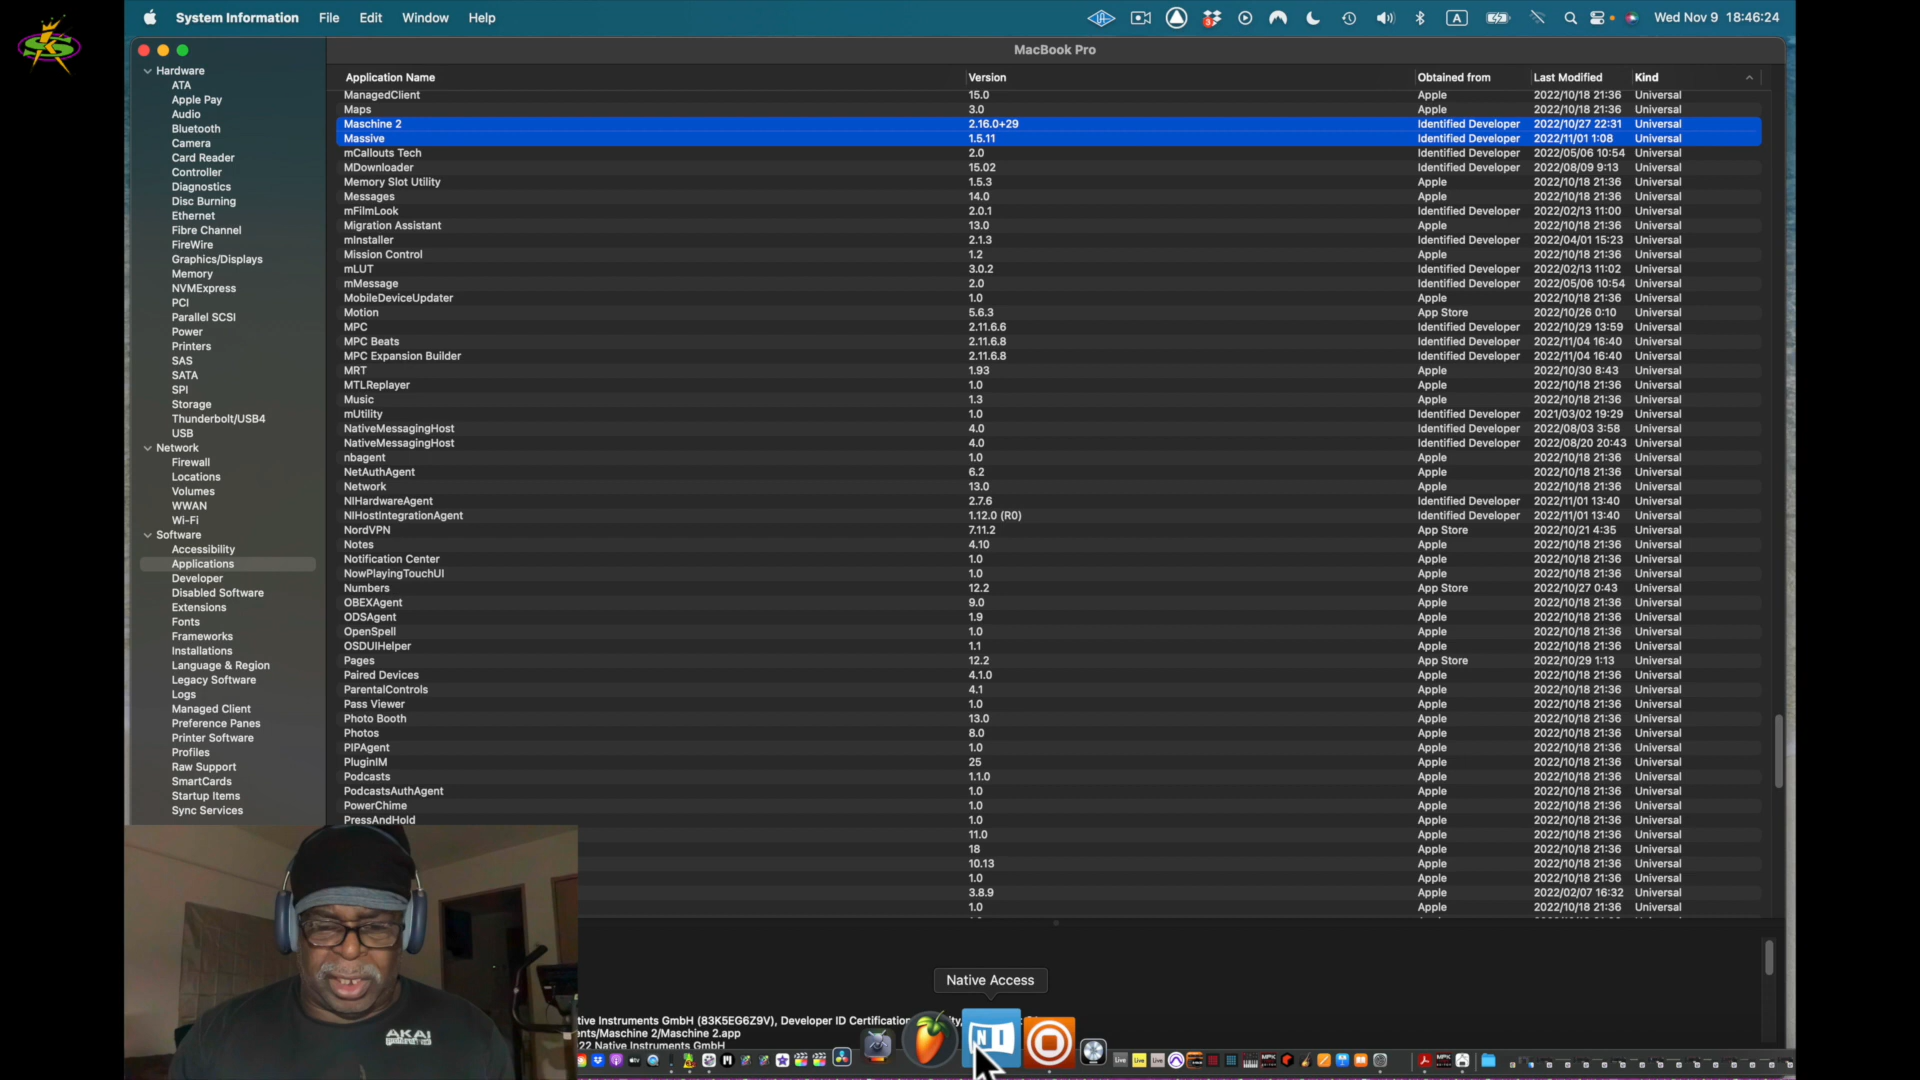 System Information File Edit Window Help
A Wed Nov 9 18:46:24
MacBook Pro
Hardware
ATA
Apple Pay
Audio
Bluetooth
Camera
Card Reader
Controller
Diagnostics
Disc Burning
Ethernet
Fibre Channel
FireWire
Graphics/Displays
Memory
NVMExpress
PCI
Parallel SCSI
Power
Printers
SAS
SATA
SPI
Storage
Thunderbolt/USB4
USB
Network
Firewall
Locations
Volumes
WWAN
Wi-Fi
Software
Accessibility
Applications
Developer
Disabled Software
Extensions
Fonts
Frameworks
Installations
Language & Region
Legacy Software
Logs
Managed Client
Preference Panes
Printer Software
Profiles
Raw Support
SmartCards
Startup Items
Sync Services
Application Name Version Obtained from Last Modified Kind
ManagedClient 15.0 Apple 2022/10/18 21:36 Universal
Maps 3.0 Apple 2022/10/18 21:36 Universal
Maschine 2 2.16.0+29 Identified Developer 2022/10/27 22:31 Universal
Massive 1.5.11 Identified Developer 2022/11/01 1:08 Universal
mCallouts Tech 2.0 Identified Developer 2022/05/06 10:54 Universal
MDownloader 15.02 Identified Developer 2022/08/09 9:13 Universal
Memory Slot Utility 1.5.3 Apple 2022/10/18 21:36 Universal
Messages 14.0 Apple 2022/10/18 21:36 Universal
mFilmLook 2.0.1 Identified Developer 2022/02/13 11:00 Universal
Migration Assistant 13.0 Apple 2022/10/18 21:36 Universal
mInstaller 2.1.3 Identified Developer 2022/04/01 15:23 Universal
Mission Control 1.2 Apple 2022/10/18 21:36 Universal
mLUT 3.0.2 Identified Developer 2022/02/13 11:02 Universal
mMessage 2.0 Identified Developer 2022/05/06 10:54 Universal
MobileDeviceUpdater 1.0 Apple 2022/10/18 21:36 Universal
Motion 5.6.3 App Store 2022/10/26 0:10 Universal
MPC 2.11.6.6 Identified Developer 2022/10/29 13:59 Universal
MPC Beats 2.11.6.8 Identified Developer 2022/11/04 16:40 Universal
MPC Expansion Builder 2.11.6.8 Identified Developer 2022/11/04 16:40 Universal
MRT 1.93 Apple 2022/10/30 8:43 Universal
MTLReplayer 1.0 Apple 2022/10/18 21:36 Universal
Music 1.3 Apple 2022/10/18 21:36 Universal
mUtility 1.0 Identified Developer 2021/03/02 19:29 Universal
NativeMessagingHost 4.0 Identified Developer 2022/08/03 3:58 Universal
NativeMessagingHost 4.0 Identified Developer 2022/08/20 20:43 Universal
nbagent 1.0 Apple 2022/10/18 21:36 Universal
NetAuthAgent 6.2 Apple 2022/10/18 21:36 Universal
Network 13.0 Apple 2022/10/18 21:36 Universal
NIHardwareAgent 2.7.6 Identified Developer 2022/11/01 13:40 Universal
NIHostIntegrationAgent 1.12.0 (R0) Identified Developer 2022/11/01 13:40 Universal
NordVPN 7.11.2 App Store 2022/10/21 4:35 Universal
Notes 4.10 Apple 2022/10/18 21:36 Universal
Notification Center 1.0 Apple 2022/10/18 21:36 Universal
NowPlayingTouchUI 1.0 Apple 2022/10/18 21:36 Universal
Numbers 12.2 App Store 2022/10/27 0:43 Universal
OBEXAgent 9.0 Apple 2022/10/18 21:36 Universal
ODSAgent 1.9 Apple 2022/10/18 21:36 Universal
OpenSpell 1.0 Apple 2022/10/18 21:36 Universal
OSDUIHelper 1.1 Apple 2022/10/18 21:36 Universal
Pages 12.2 App Store 2022/10/29 1:13 Universal
Paired Devices 4.1.0 Apple 2022/10/18 21:36 Universal
ParentalControls 4.1 Apple 2022/10/18 21:36 Universal
Pass Viewer 1.0 Apple 2022/10/18 21:36 Universal
Photo Booth 13.0 Apple 2022/10/18 21:36 Universal
Photos 8.0 Apple 2022/10/18 21:36 Universal
PIPAgent 1.0 Apple 2022/10/18 21:36 Universal
PluginIM 25 Apple 2022/10/18 21:36 Universal
Podcasts 1.1.0 Apple 2022/10/18 21:36 Universal
PodcastsAuthAgent 1.0 Apple 2022/10/18 21:36 Universal
PowerChime 1.0 Apple 2022/10/18 21:36 Universal
PressAndHold 1.0 Apple 2022/10/18 21:36 Universal
11.0 Apple 2022/10/18 21:36 Universal
18 Apple 2022/10/18 21:36 Universal
10.13 Apple 2022/10/18 21:36 Universal
1.0 Apple 2022/10/18 21:36 Universal
3.8.9 Apple 2022/02/07 16:32 Universal
1.0 Apple 2022/10/18 21:36 Universal
Native Access
tive Instruments GmbH (83K5EG6Z9V), Developer ID Certification
ents/Maschine 2/Maschine 2.app
22 Native Instruments GmbH
NI
AKAI